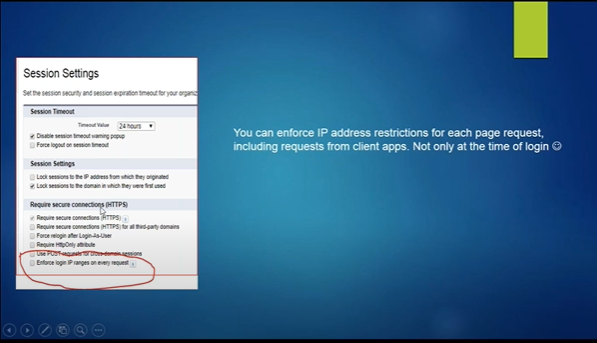 Session Settings
Set the session security and session expiration timeout for your organiz
Session Timeout
Timeout Value 24 hours
Disable session timeout warning popup
Force logout on session timeout
Session Settings
Lock sessions to the IP address from which they originated
Lock sessions to the domain in which they were first used
Require secure connections (HTTPS)
Require secure connections (HTTPS) i
Require secure connections (HTTPS) for all third-party domains
Force relogin after Login-As-User
Require HttpOnly attribute
Use POST requests for cross-domain sessions
Enforce login IP ranges on every request i
You can enforce IP address restrictions for each page request,
including requests from client apps. Not only at the time of login ☺